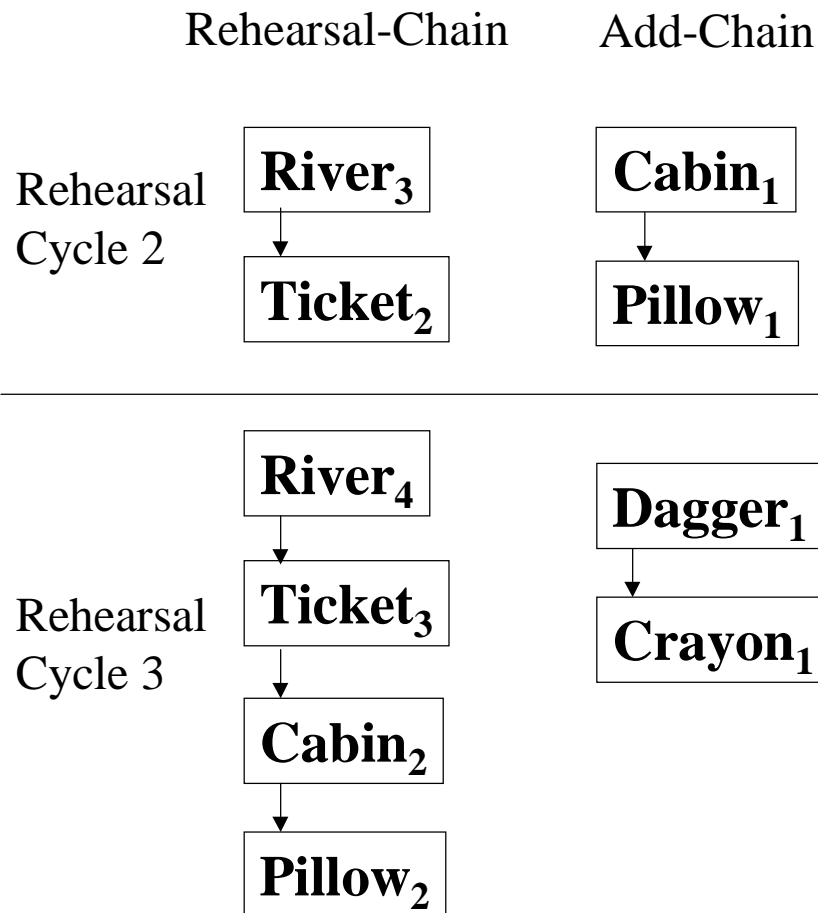 Rehearsal-Chain Add-Chain
Rehearsal
Cycle 2
River₃
Ticket₂
Cabin₁
Pillow₁
Rehearsal
Cycle 3
River₄
Ticket₃
Cabin₂
Pillow₂
Dagger₁
Crayon₁